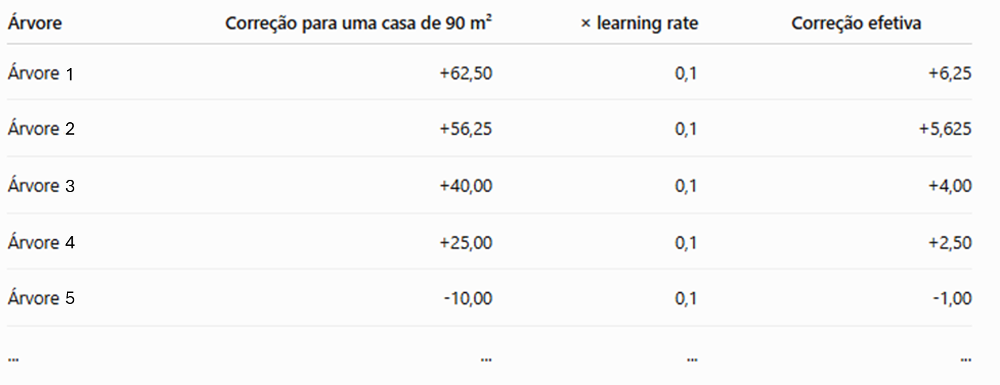 Árvore Correção para uma casa de 90 m² × learning rate Correção efetiva
Árvore 1 +62,50 0,1 +6,25
Árvore 2 +56,25 0,1 +5,625
Árvore 3 +40,00 0,1 +4,00
Árvore 4 +25,00 0,1 +2,50
Árvore 5 -10,00 0,1 -1,00
... ... ... ...